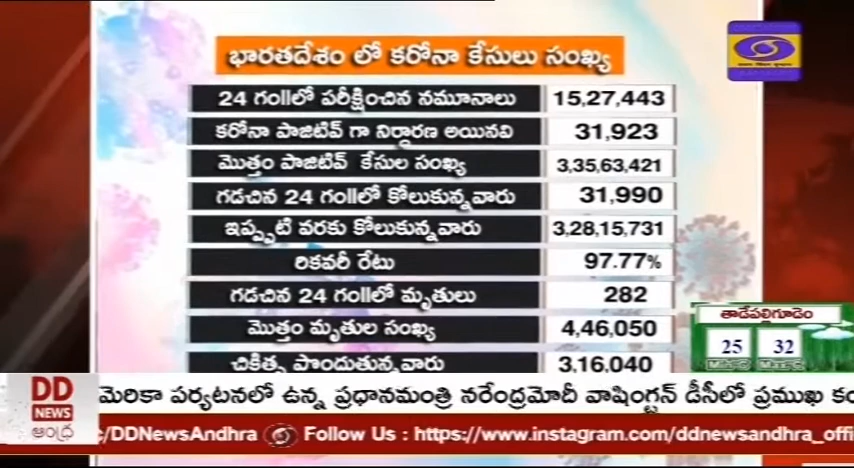 భారతదేశం లో కరోనా కేసులు సంఖ్య
24 గంllలో పరీక్షించిన నమూనాలు 15,27,443
కరోనా పాజిటివ్ గా నిర్ధారణ అయినవి 31,923
మొత్తం పాజిటివ్ కేసుల సంఖ్య 3,35,63,421
గడచిన 24 గంllలో కోలుకున్నవారు 31,990
ఇప్పటి వరకు కోలుకున్నవారు 3,28,15,731
రికవరీ రేటు 97.77%
గడచిన 24 గంllలో మృతులు 282
మొత్తం మృతుల సంఖ్య 4,46,050
చికిత్స పొందుతున్నవారు 3,16,040
తాడేపల్లిగూడెం
25 32
DD NEWS ఆంధ్ర
మెరికా పర్యటనలో ఉన్న ప్రధానమంత్రి నరేంద్రమోదీ వాషింగ్టన్ డీసీలో ప్రముఖ కం
/DDNewsAndhra Follow Us : https://www.instagram.com/ddnewsandhra_offi